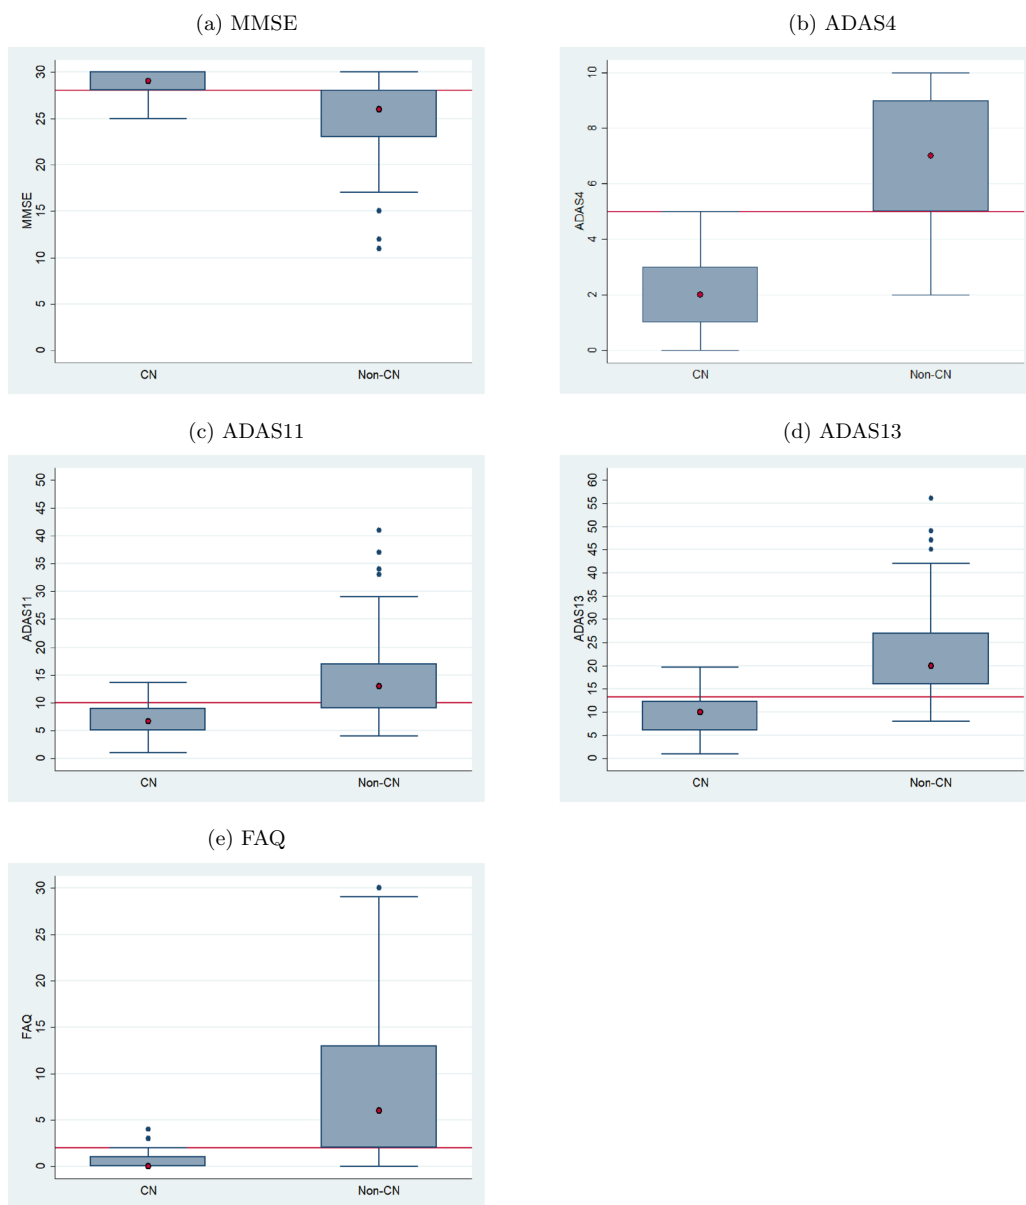 (a) MMSE
30
25
20
15
10
5
0
MMSE
CN Non-CN
(b) ADAS4
10
8
6
4
2
0
ADAS4
CN Non-CN
(c) ADAS11
50
45
40
35
30
25
20
15
10
5
0
ADAS11
CN Non-CN
(d) ADAS13
60
55
50
45
40
35
30
25
20
15
10
5
0
ADAS13
CN Non-CN
(e) FAQ
30
25
20
15
10
5
0
FAQ
CN Non-CN